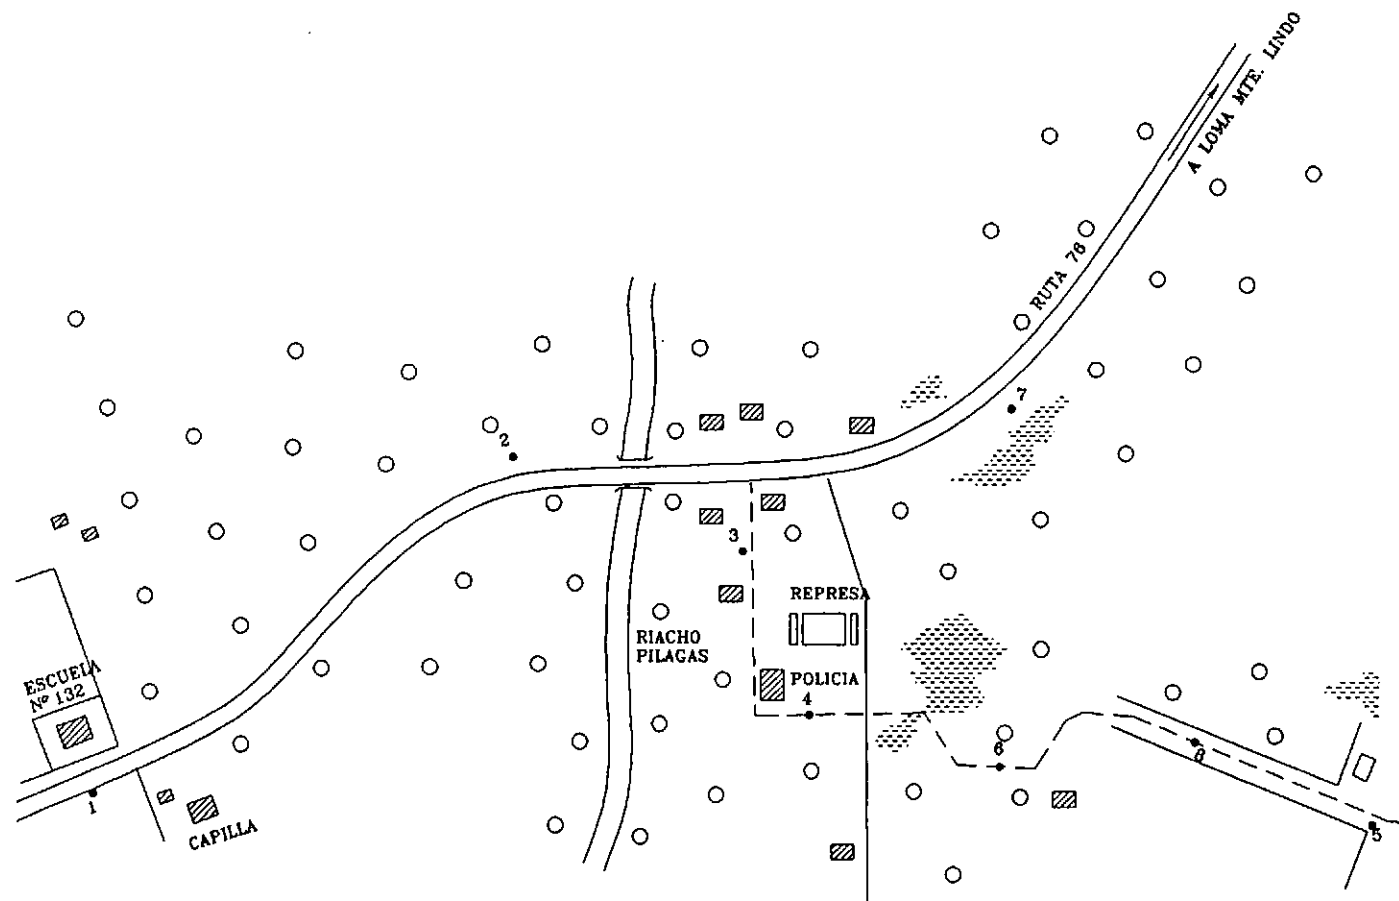 A LOMA MTE. LINDO
RUTA 76
7
2
3
REPRESA
RIACHO
PILAGAS
POLICIA
4
ESCUELA
Nº 132
6
8
1
CAPILLA
5